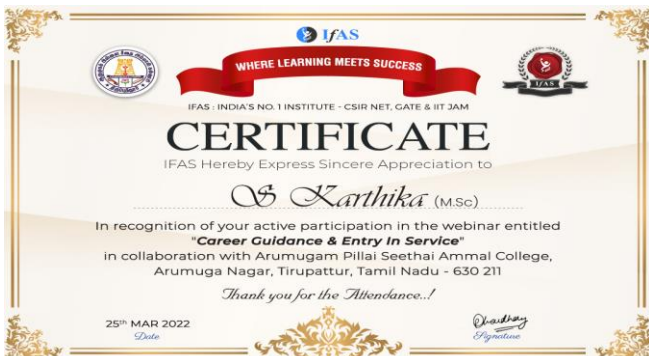 IfAS
WHERE LEARNING MEETS SUCCESS
IFAS
IFAS : INDIA'S NO. 1 INSTITUTE - CSIR NET, GATE & IIT JAM
CERTIFICATE
IFAS Hereby Express Sincere Appreciation to
S Karthika (M.Sc)
In recognition of your active participation in the webinar entitled
"Career Guidance & Entry In Service"
in collaboration with Arumugam Pillai Seethai Ammal College,
Arumuga Nagar, Tirupattur, Tamil Nadu - 630 211
Thank you for the Attendance..!
25th MAR 2022
Date
Choudhary
Signature